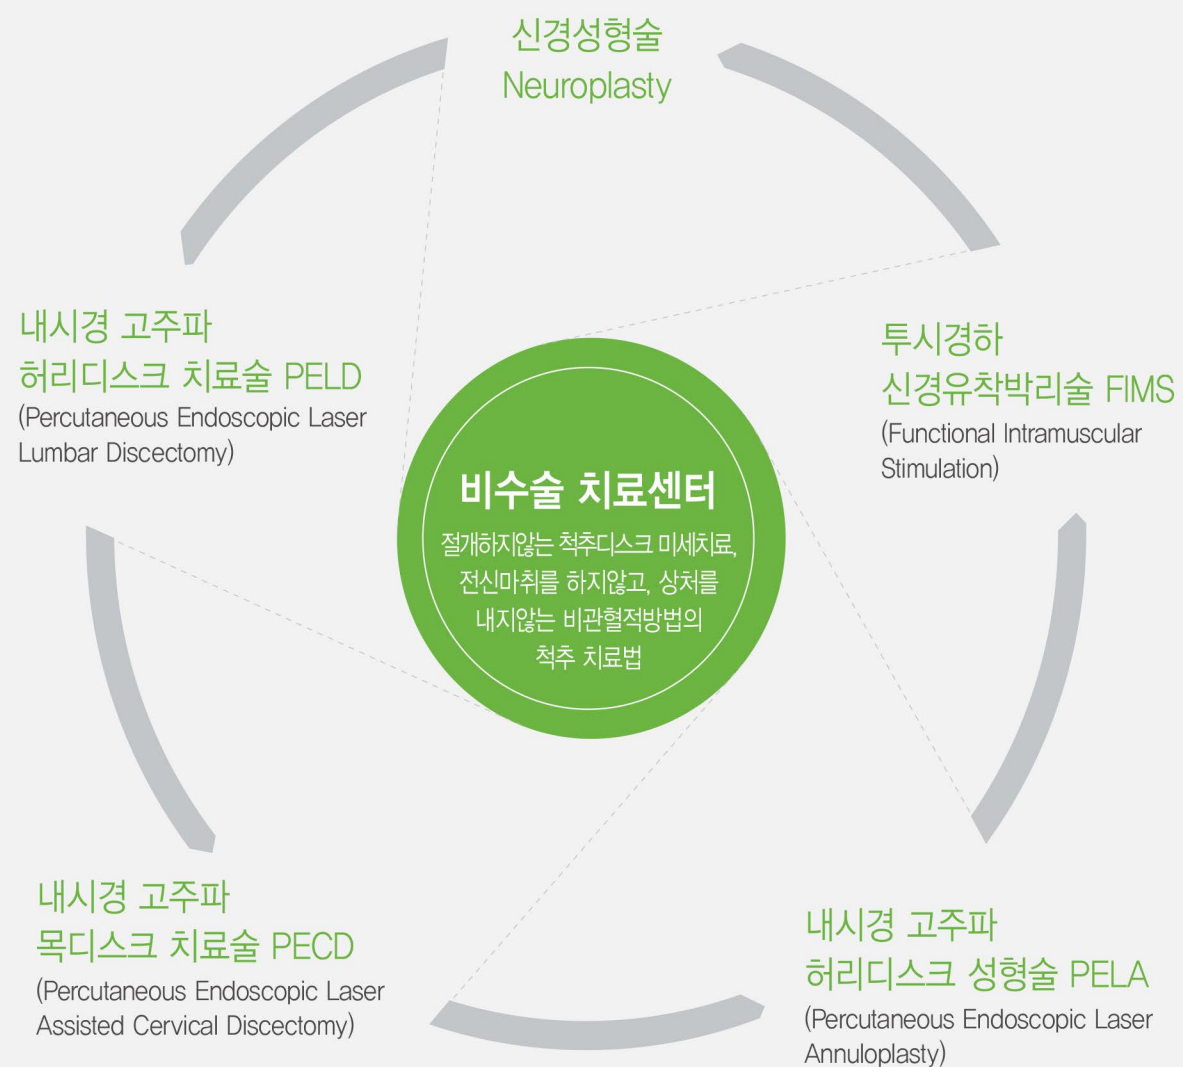 신경성형술
Neuroplasty
내시경 고주파
허리디스크 치료술 PELD
(Percutaneous Endoscopic Laser
Lumbar Discectomy)
투시경하
신경유착박리술 FIMS
(Functional Intramuscular
Stimulation)
비수술 치료센터
절개하지않는 척추디스크 미세치료,
전신마취를 하지않고, 상처를
내지않는 비관혈적방법의
척추 치료법
내시경 고주파
목디스크 치료술 PECD
(Percutaneous Endoscopic Laser
Assisted Cervical Discectomy)
내시경 고주파
허리디스크 성형술 PELA
(Percutaneous Endoscopic Laser
Annuloplasty)